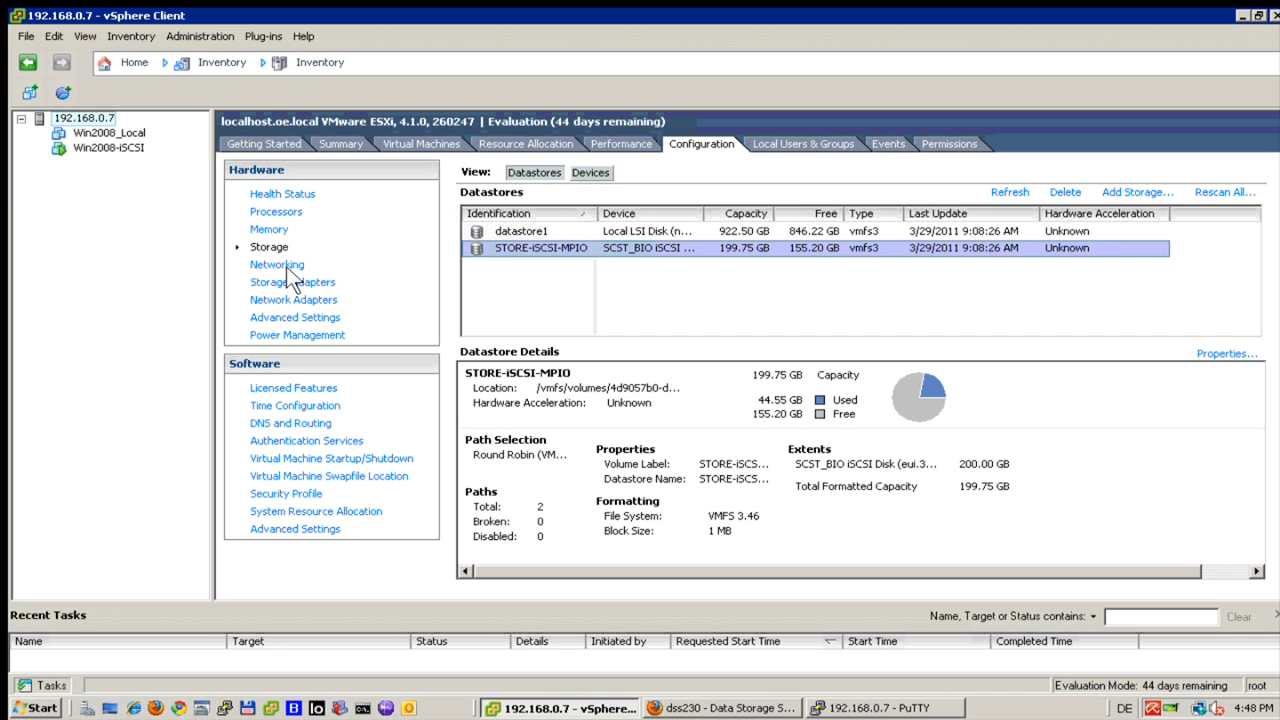 192.168.0.7 - vSphere Client
File Edit View Inventory Administration Plug-ins Help
Home Inventory Inventory
192.168.0.7
Win2008_Local
Win2008-iSCSI
localhost.oe.local VMware ESXi, 4.1.0, 260247 | Evaluation (44 days remaining)
Getting Started Summary Virtual Machines Resource Allocation Performance Configuration Local Users & Groups Events Permissions
Hardware
Health Status
Processors
Memory
Storage
Networking
Storage Adapters
Network Adapters
Advanced Settings
Power Management
Software
Licensed Features
Time Configuration
DNS and Routing
Authentication Services
Virtual Machine Startup/Shutdown
Virtual Machine Swapfile Location
Security Profile
System Resource Allocation
Advanced Settings
View: Datastores Devices
Datastores Refresh Delete Add Storage... Rescan All...
Identification Device Capacity Free Type Last Update Hardware Acceleration
datastore1 Local LSI Disk (n... 922.50 GB 846.22 GB vmfs3 3/29/2011 9:08:26 AM Unknown
STORE-iSCSI-MPIO SCST_BIO iSCSI ... 199.75 GB 155.20 GB vmfs3 3/29/2011 9:08:26 AM Unknown
Datastore Details Properties...
STORE-iSCSI-MPIO 199.75 GB Capacity
Location: /vmfs/volumes/4d9057b0-d...
Hardware Acceleration: Unknown
44.55 GB Used
155.20 GB Free
Path Selection
Round Robin (VM...
Paths
Total: 2
Broken: 0
Disabled: 0
Properties
Volume Label: STORE-iSCS...
Datastore Name: STORE-iSCS...
Formatting
File System: VMFS 3.46
Block Size: 1 MB
Extents
SCST_BIO iSCSI Disk (eui.3... 200.00 GB
Total Formatted Capacity 199.75 GB
Recent Tasks Name, Target or Status contains: Clear
Name Target Status Details Initiated by Requested Start Time Start Time Completed Time
Tasks Evaluation Mode: 44 days remaining root
Start 192.168.0.7 - vSphere... dss230 - Data Storage S... 192.168.0.7 - PuTTY DE 4:48 PM